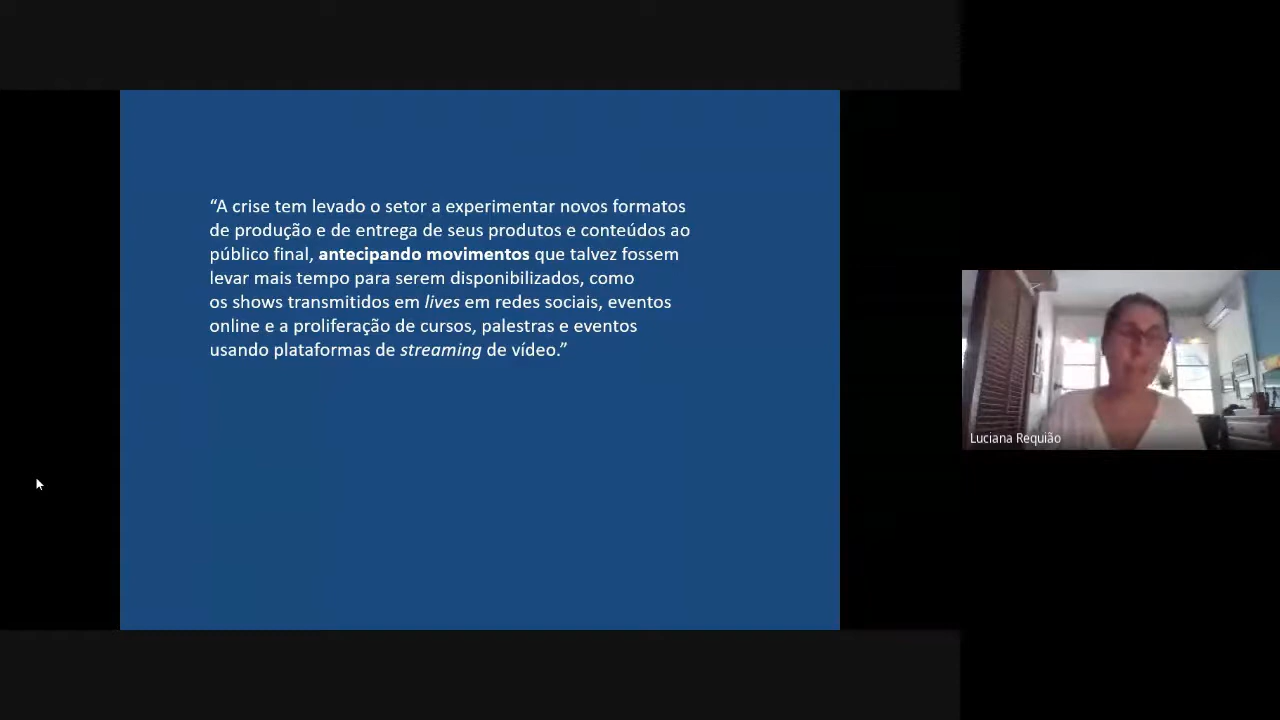 “A crise tem levado o setor a experimentar novos formatos
de produção e de entrega de seus produtos e conteúdos ao
público final, antecipando movimentos que talvez fossem
levar mais tempo para serem disponibilizados, como
os shows transmitidos em lives em redes sociais, eventos
online e a proliferação de cursos, palestras e eventos
usando plataformas de streaming de vídeo.”
Luciana Requião